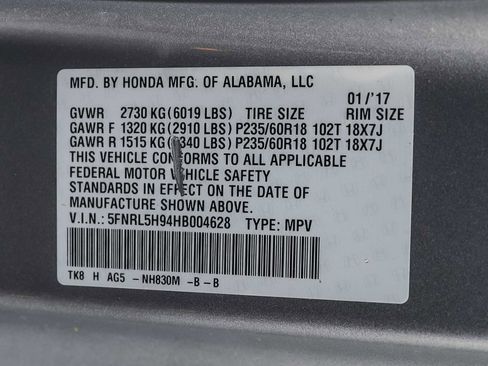 MFD. BY HONDA MFG. OF ALABAMA, LLC
01/'17
GVWR 2730 KG(6019 LBS) TIRE SIZE RIM SIZE
GAWR F 1320 KG(2910 LBS) P235/60R18 102T 18X7J
GAWR R 1515 KG( 340 LBS) P235/60R18 102T 18X7J
THIS VEHICLE CONFORMS TO ALL APPLICABLE
FEDERAL MOTOR VEHICLE SAFETY
STANDARDS IN EFFECT ON THE DATE OF
MANUFACTURE SHOWN ABOVE.
V.I.N.: 5FNRL5H94HB004628 TYPE: MPV
TK8 H AG5 - NH830M -B - B